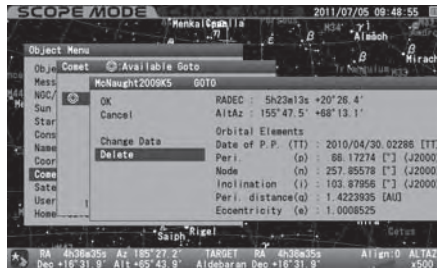 SCOPE MODE 2011/07/05 09:48:55
Menkal Capella
η
ε
β
H34
γ1
Almach
β
Mirach
Object Menu
Comet :Available Goto
Obje
Mess
NGC/
Sun
Star
Cons
Name
Coor
Come
Sate
User
Home
McNaught2009K5 GOTO
OK
Cancel
Change Data
Delete
RADEC : 5h23m13s +20°26.4'
AltAz : 155°47.5' +68°13.1'
Orbital Elements
Date of P.P. (TT) : 2010/04/30.02286 [TT]
Peri. (p) : 66.17274 [°] (J2000
Node (n) : 257.85578 [°] (J2000
Inclination (i) : 103.87956 [°] (J2000
Peri. distance(q) : 1.4223935 [AU]
Eccentricity (e) : 1.0008525
Saiph Rigel
Cetus
RA 4h36m35s Az 185°27.2' TARGET RA 4h36m35s Align:0 ALTAZ
Dec +16°31.9' Alt +65°43.9' Aldebaran Dec +16°31.9' x500